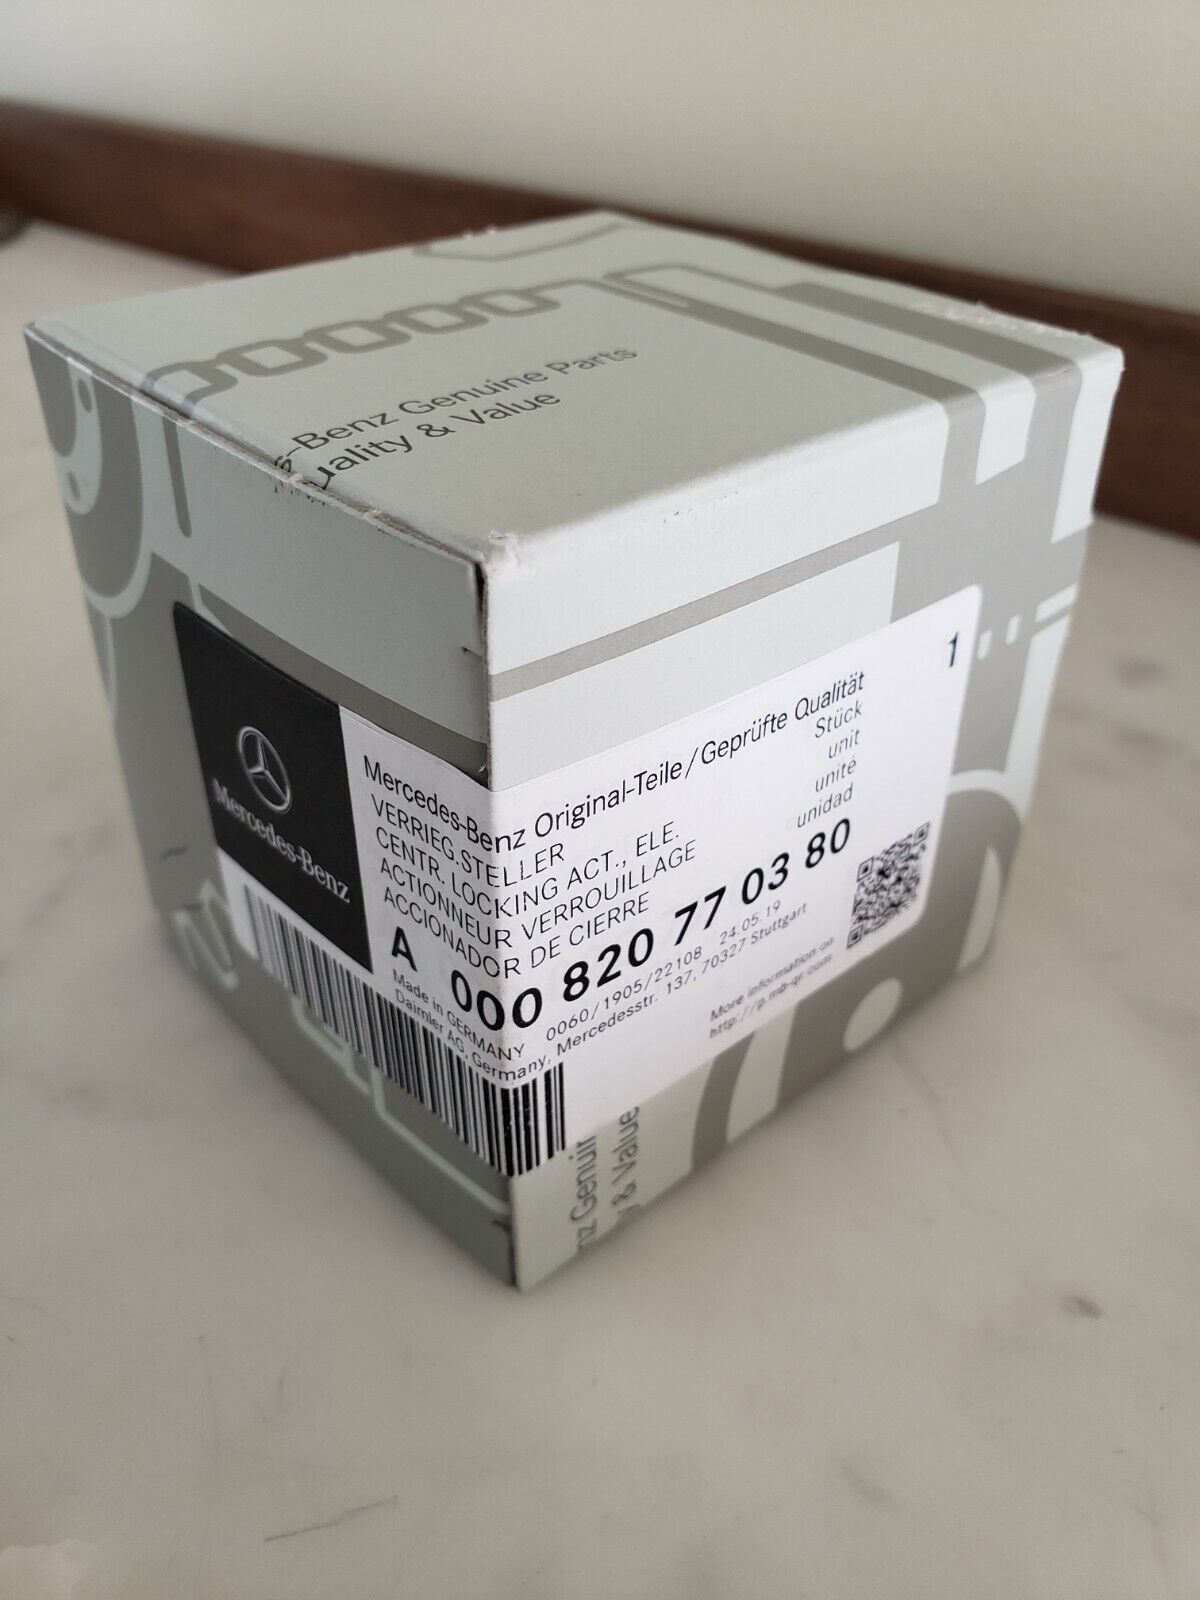 -Benz Genuine Parts
uality & Value
Mercedes-Benz
Mercedes-Benz Original-Teile/Geprüfte Qualität
1
Stück
unit
unité
unidad
VERRIEG.STELLER
CENTR. LOCKING ACT., ELE.
ACTIONNEUR VERROUILLAGE
ACCIONADOR DE CIERRE
A 000 820 77 03 80
Made in GERMANY 0060/1905/22108 24.05.19
Daimler AG, Germany, Mercedesstr. 137, 70327 Stuttgart
More information on
http://p.mb-qr.com
nz Genuin
y & Value